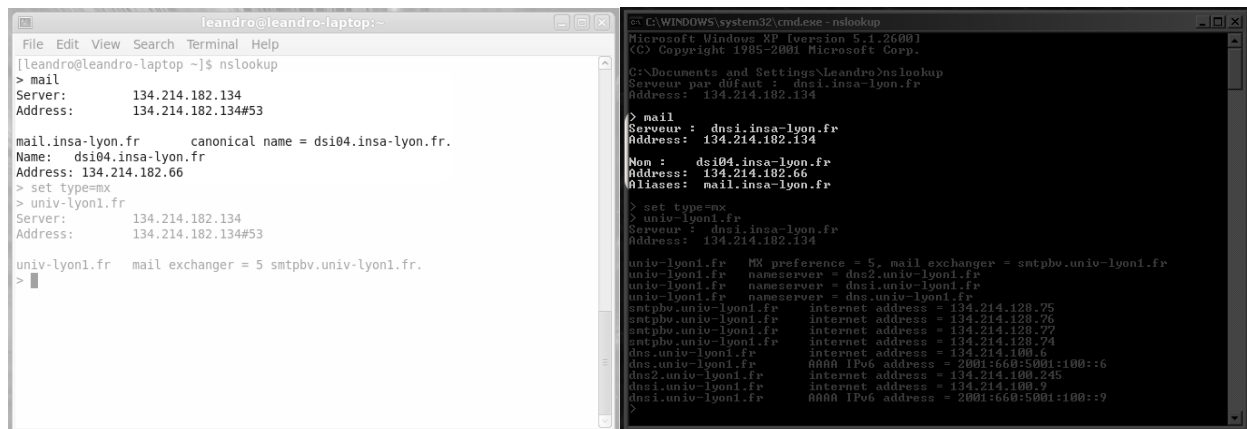 leandro@leandro-laptop:~
File Edit View Search Terminal Help
[leandro@leandro-laptop ~]$ nslookup
> mail
Server: 134.214.182.134
Address: 134.214.182.134#53
mail.insa-lyon.fr canonical name = dsi04.insa-lyon.fr.
Name: dsi04.insa-lyon.fr
Address: 134.214.182.66
> set type=mx
> univ-lyon1.fr
Server: 134.214.182.134
Address: 134.214.182.134#53
univ-lyon1.fr mail exchanger = 5 smtpbv.univ-lyon1.fr.
>
C:\WINDOWS\system32\cmd.exe - nslookup
Microsoft Windows XP [version 5.1.2600]
(C) Copyright 1985-2001 Microsoft Corp.
C:\Documents and Settings\Leandro>nslookup
Serveur par dúfaut : dnsi.insa-lyon.fr
Address: 134.214.182.134
> mail
Serveur : dnsi.insa-lyon.fr
Address: 134.214.182.134
Nom : dsi04.insa-lyon.fr
Address: 134.214.182.66
Aliases: mail.insa-lyon.fr
> set type=mx
> univ-lyon1.fr
Serveur : dnsi.insa-lyon.fr
Address: 134.214.182.134
univ-lyon1.fr MX preference = 5, mail exchanger = smtpbv.univ-lyon1.fr
univ-lyon1.fr nameserver = dns2.univ-lyon1.fr
univ-lyon1.fr nameserver = dnsi.univ-lyon1.fr
univ-lyon1.fr nameserver = dns.univ-lyon1.fr
smtpbv.univ-lyon1.fr internet address = 134.214.128.75
smtpbv.univ-lyon1.fr internet address = 134.214.128.76
smtpbv.univ-lyon1.fr internet address = 134.214.128.77
smtpbv.univ-lyon1.fr internet address = 134.214.128.74
dns.univ-lyon1.fr internet address = 134.214.100.6
dns.univ-lyon1.fr AAAA IPv6 address = 2001:660:5001:100::6
dns2.univ-lyon1.fr internet address = 134.214.100.245
dnsi.univ-lyon1.fr internet address = 134.214.100.9
dnsi.univ-lyon1.fr AAAA IPv6 address = 2001:660:5001:100::9
>